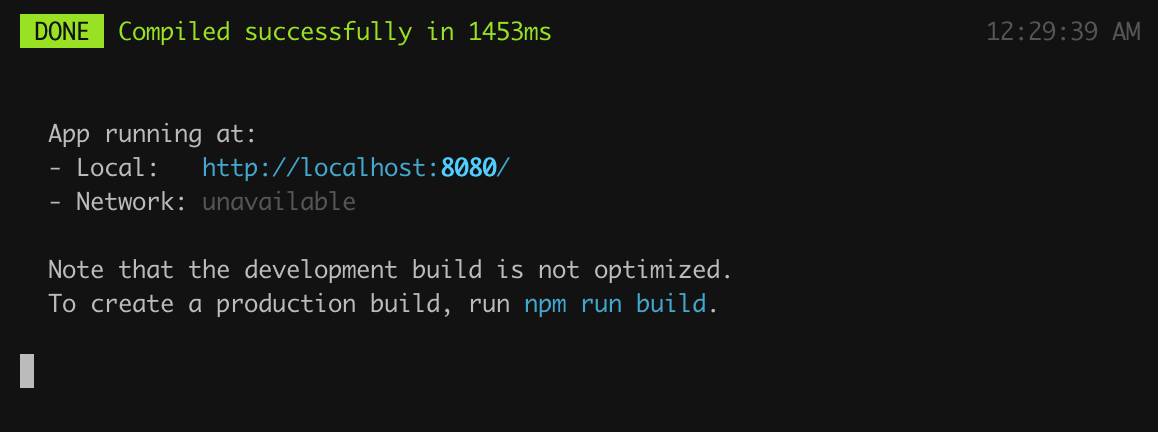 DONE Compiled successfully in 1453ms 12:29:39 AM
App running at:
- Local: http://localhost:8080/
- Network: unavailable
Note that the development build is not optimized.
To create a production build, run npm run build.